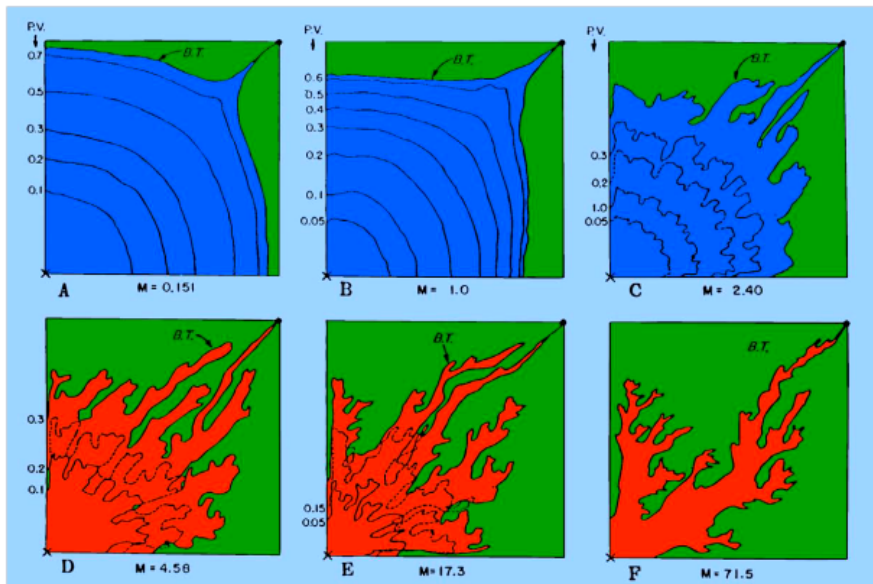 P.V.
0.7
0.5
0.3
0.2
0.1
B.T.
A M = 0.151
P.V.
0.6
0.5
0.4
0.3
0.2
0.1
0.05
B.T.
B M = 1.0
P.V.
0.3
0.2
1.0
0.05
B.T.
C M = 2.40
0.3
0.2
0.1
B.T.
D M = 4.58
0.15
0.05
B.T.
E M = 17.3
B.T.
F M = 71.5